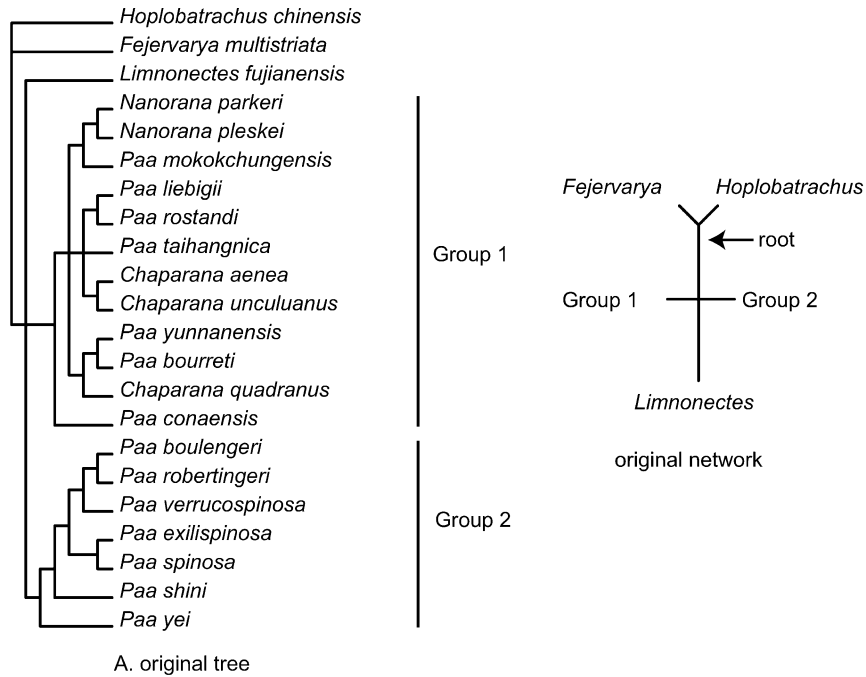 Hoplobatrachus chinensis
Fejervarya multistriata
Limnonectes fujianensis
Nanorana parkeri
Nanorana pleskei
Paa mokokchungensis
Paa liebigii
Paa rostandi
Paa taihangnica
Chaparana aenea
Chaparana unculuanus
Paa yunnanensis
Paa bourreti
Chaparana quadranus
Paa conaensis
Paa boulengeri
Paa robertingeri
Paa verrucospinosa
Paa exilispinosa
Paa spinosa
Paa shini
Paa yei
Group 1
Group 2
A. original tree
Fejervarya Hoplobatrachus
root
Group 1 Group 2
Limnonectes
original network